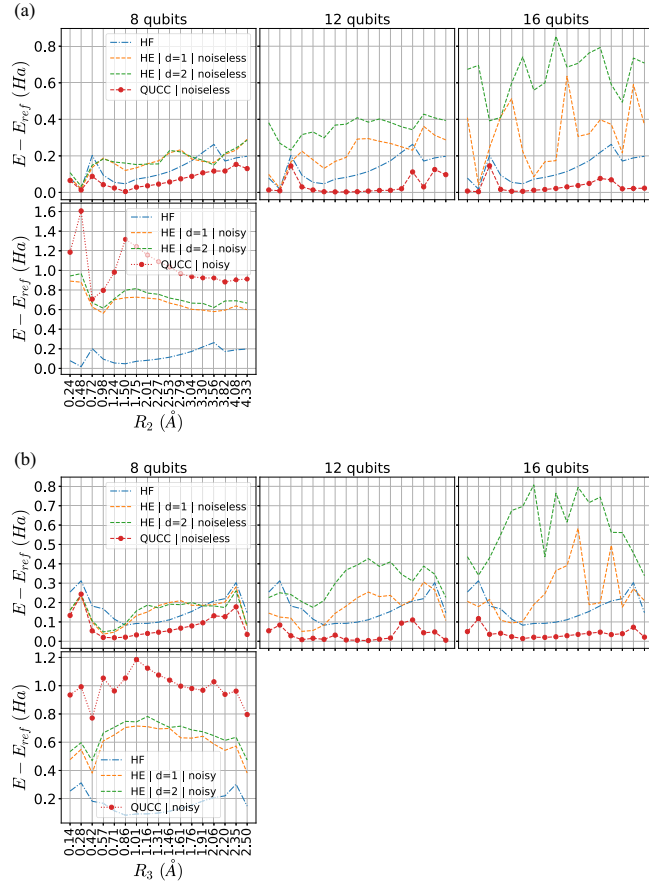 (a)
8 qubits
12 qubits
16 qubits
E − E_ref (Ha)
0.8
0.6
0.4
0.2
0.0
HF
HE | d=1 | noiseless
HE | d=2 | noiseless
QUCC | noiseless
E − E_ref (Ha)
1.6
1.4
1.2
1.0
0.8
0.6
0.4
0.2
0.0
HF
HE | d=1 | noisy
HE | d=2 | noisy
QUCC | noisy
0.24
0.48
0.72
0.98
1.24
1.50
1.75
2.01
2.27
2.53
2.79
3.04
3.30
3.56
3.82
4.08
4.33
R₂ (Å)
(b)
8 qubits
12 qubits
16 qubits
E − E_ref (Ha)
0.8
0.7
0.6
0.5
0.4
0.3
0.2
0.1
0.0
HF
HE | d=1 | noiseless
HE | d=2 | noiseless
QUCC | noiseless
E − E_ref (Ha)
1.2
1.0
0.8
0.6
0.4
0.2
HF
HE | d=1 | noisy
HE | d=2 | noisy
QUCC | noisy
0.14
0.28
0.42
0.57
0.71
0.86
1.01
1.16
1.31
1.46
1.61
1.76
1.91
2.06
2.20
2.35
2.50
R₃ (Å)